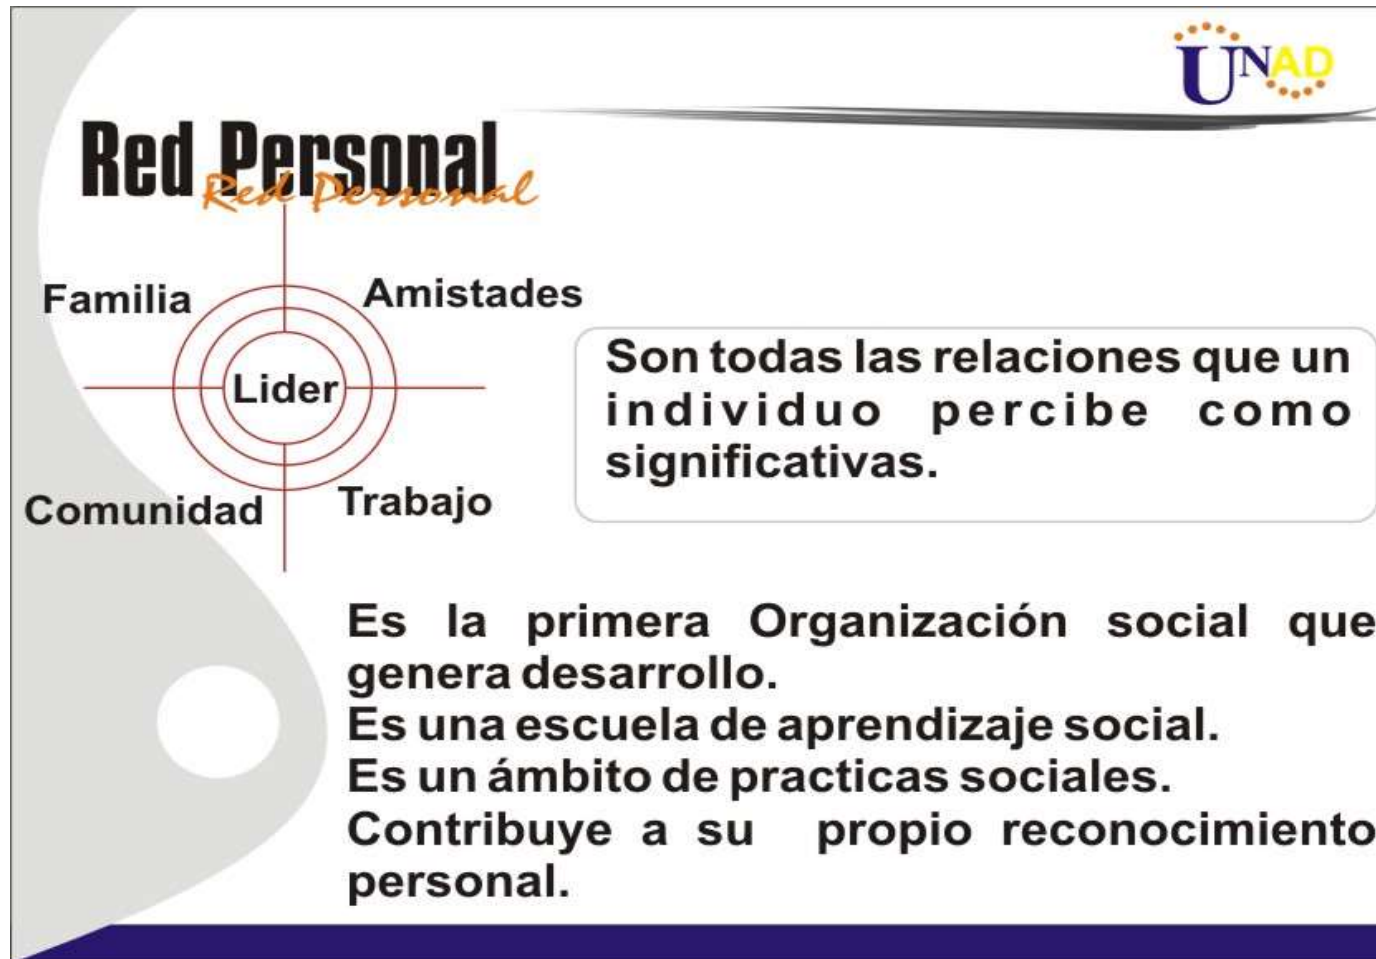 UNAD
Red Personal
Red Personal
Familia
Amistades
Lider
Comunidad
Trabajo
Son todas las relaciones que un
individuo percibe como
significativas.
Es la primera Organización social que
genera desarrollo.
Es una escuela de aprendizaje social.
Es un ámbito de practicas sociales.
Contribuye a su propio reconocimiento
personal.